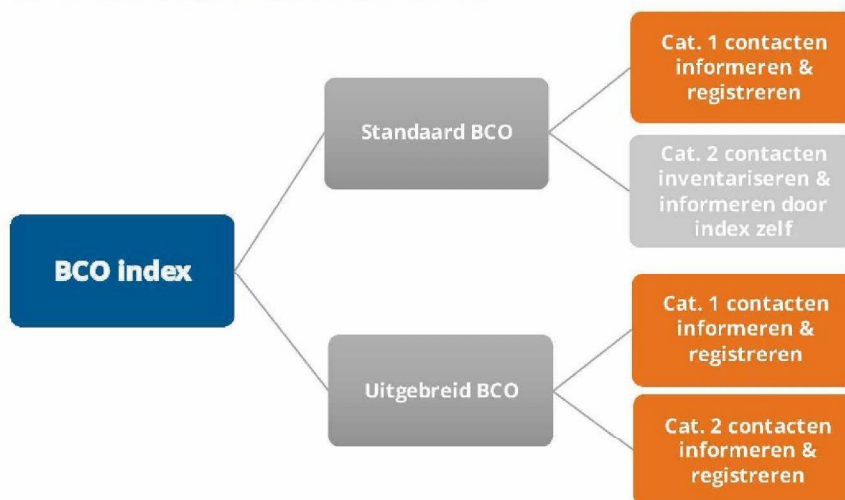 Cat. 1 contacten
informeren &
registreren
Standaard BCO
Cat. 2 contacten
inventariseren &
informeren door
index zelf
BCO index
Cat. 1 contacten
informeren &
registreren
Uitgebreid BCO
Cat. 2 contacten
informeren &
registreren